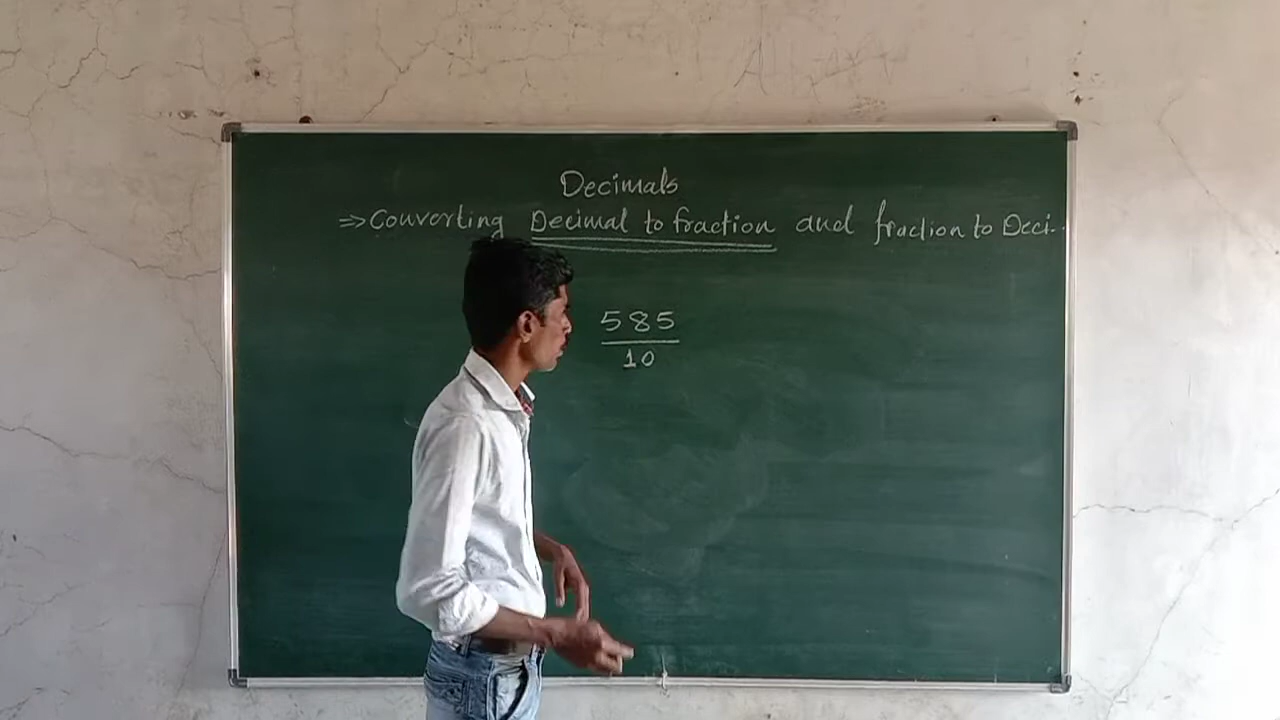 Decimals
⇒ Converting Decimal to fraction and fraction to Deci..
585
10